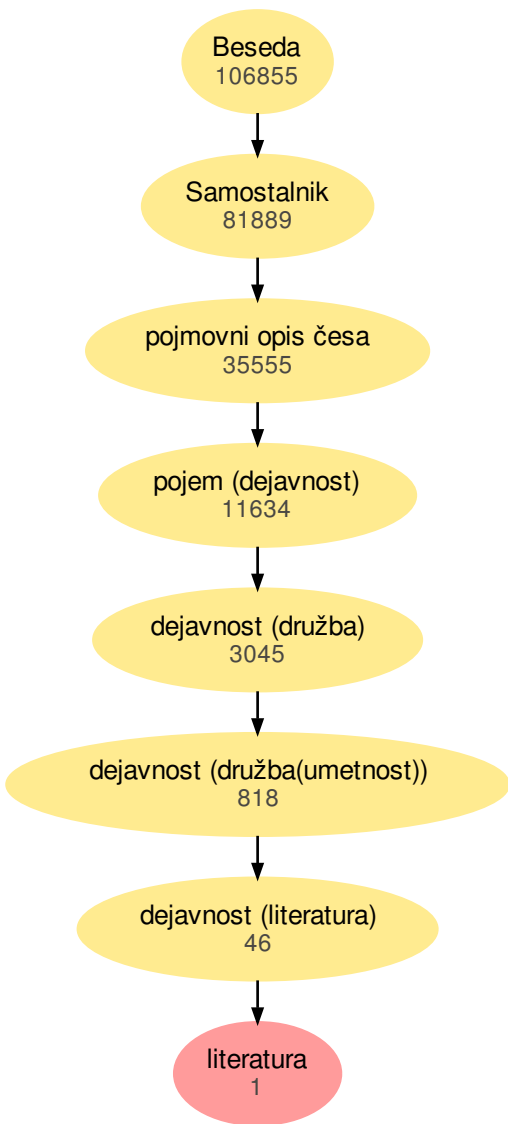 Beseda
106855
Samostalnik
81889
pojmovni opis česa
35555
pojem (dejavnost)
11634
dejavnost (družba)
3045
dejavnost (družba(umetnost))
818
dejavnost (literatura)
46
literatura
1